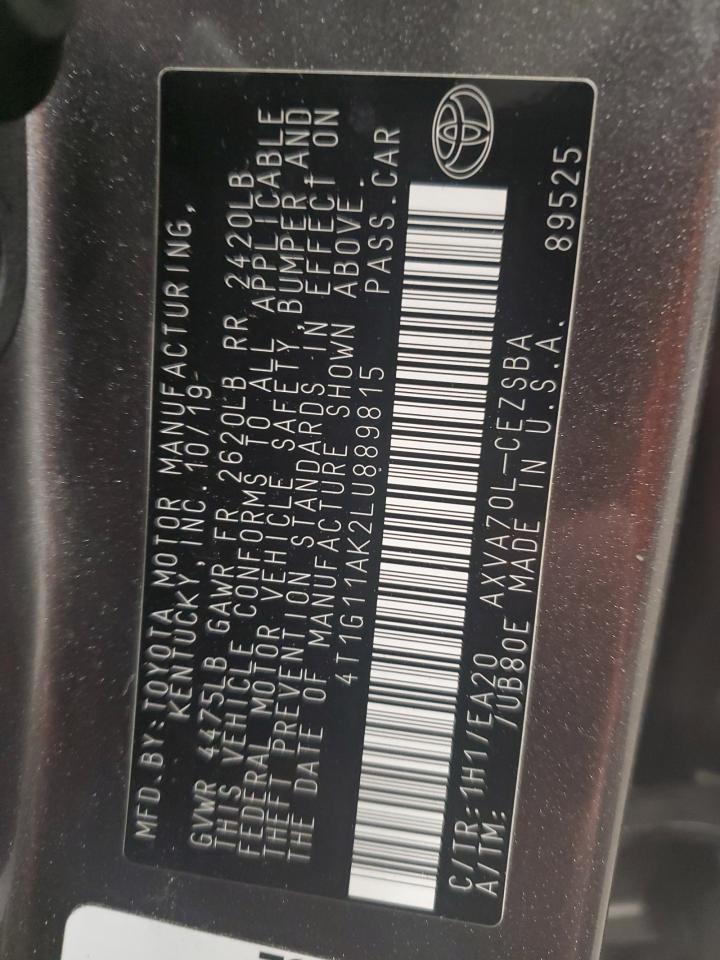 MFD.BY:TOYOTA MOTOR MANUFACTURING,
KENTUCKY, INC. 10/19
GVWR 4475LB GAWR FR 2620LB RR 2420LB
THIS VEHICLE CONFORMS TO ALL APPLICABLE
FEDERAL MOTOR VEHICLE SAFETY, BUMPER AND
THEFT PREVENTION STANDARDS IN EFFECT ON
THE DATE OF MANUFACTURE SHOWN ABOVE.
4T1G11AK2LU889815 PASS.CAR
C/TR:1H1/EA20 AXVA70L-CEZSBA
A/TM: /UB80E MADE IN U.S.A. 89525